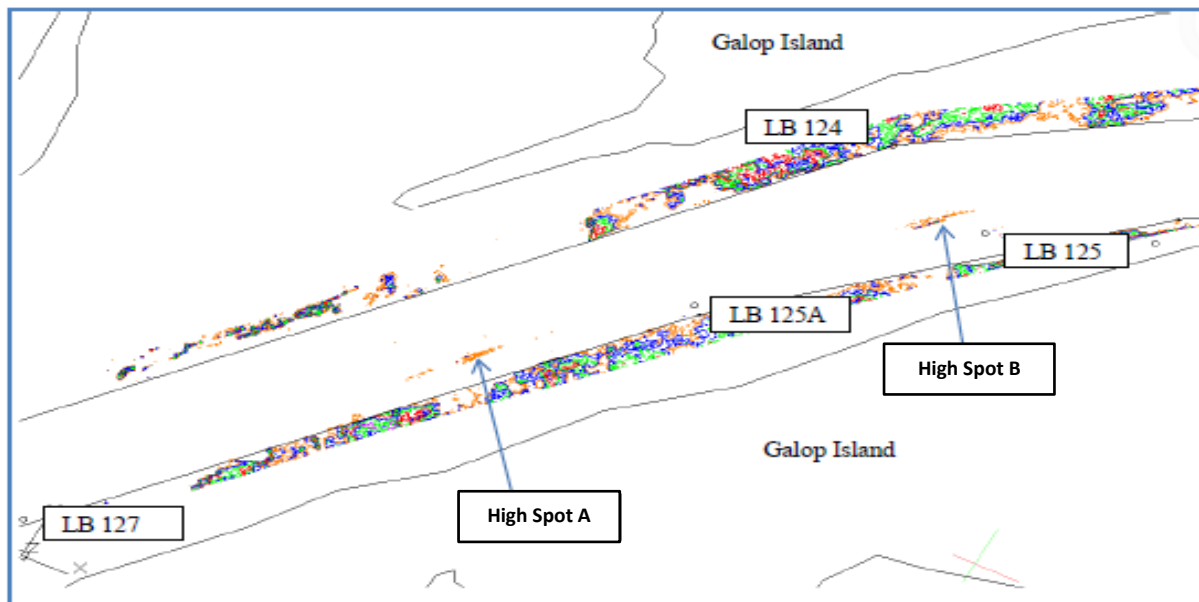 Galop Island
LB 124
LB 125
LB 125A
High Spot B
Galop Island
High Spot A
LB 127